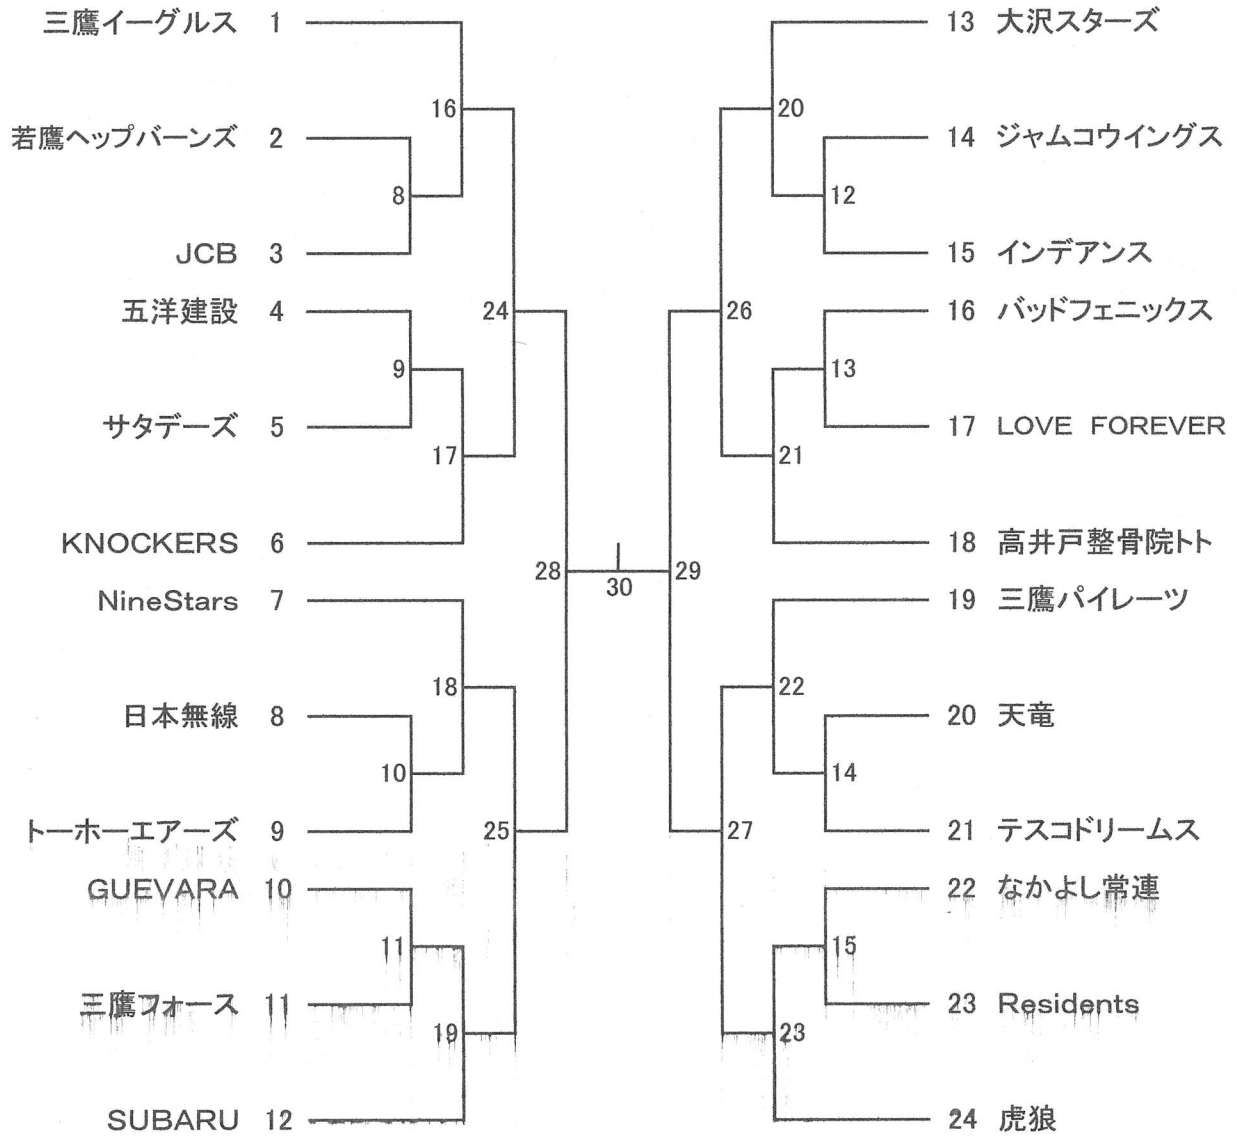 三鷹イーグルス 1
16
若鷹ヘップバーンズ 2
8
JCB 3
五洋建設 4
24
9
サタデーズ 5
17
KNOCKERS 6
28
NineStars 7
18
日本無線 8
10
トーホーエアーズ 9
25
GUEVARA 10
11
三鷹フォース 11
19
SUBARU 12
30
13 大沢スターズ
20
14 ジャムコウイングス
12
15 インデアンス
26
16 バッドフェニックス
13
17 LOVE FOREVER
21
18 高井戸整骨院トト
29
19 三鷹パイレーツ
22
20 天竜
14
21 テスコドリームス
27
22 なかよし常連
15
23 Residents
23
24 虎狼